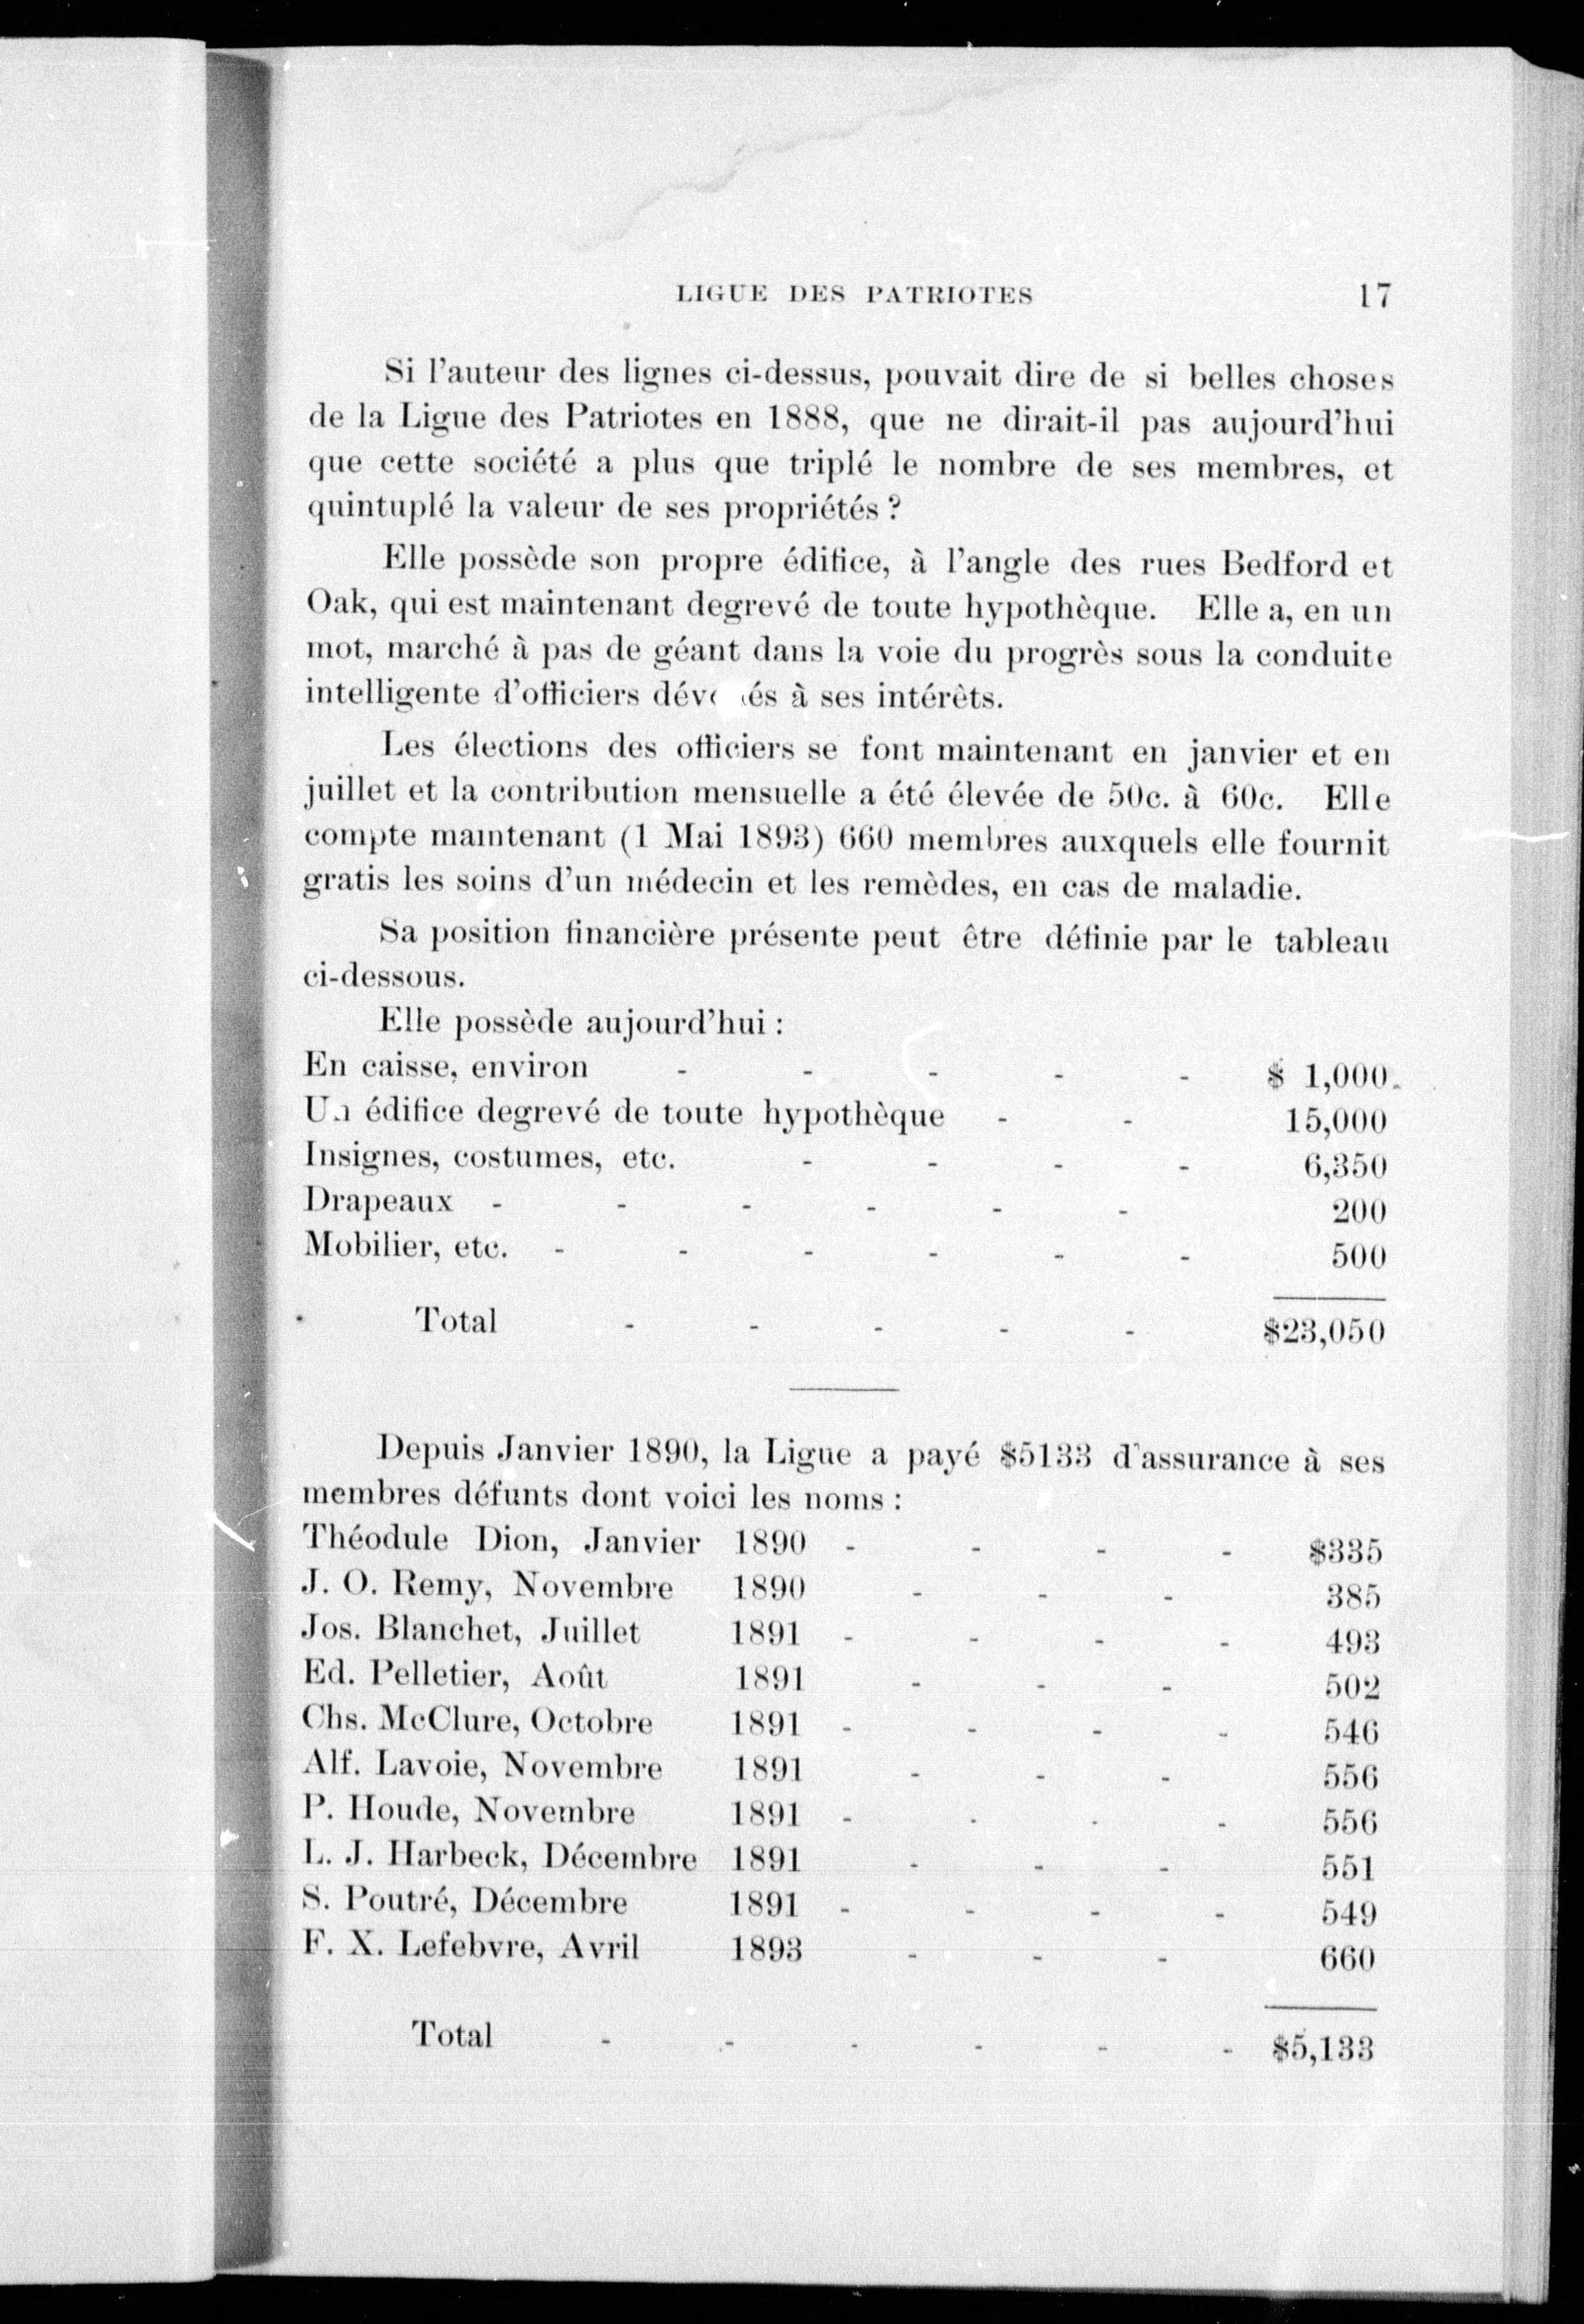 LIGUE DES PATRIOTES 17
Si l'auteur des lignes ci-dessus, pouvait dire de si belles choses
de la Ligue des Patriotes en 1888, que ne dirait-il pas aujourd'hui
que cette société a plus que triplé le nombre de ses membres, et
quintuplé la valeur de ses propriétés ?
Elle possède son propre édifice, à l'angle des rues Bedford et
Oak, qui est maintenant degrevé de toute hypothèque. Elle a, en un
mot, marché à pas de géant dans la voie du progrès sous la conduite
intelligente d'officiers à ses intérèts.
Les élections des officiers se font maintenant en janvier et en
juillet et la contribution mensuelle a été élevée de 50c. à 60c. Elle
compte maintenant (1 Mai 1893) 660 membres auxquels elle fournit
gratis les soins d'un médecin et les remèdes, en cas de maladie.
Sa position financière présente peut être définie par le tableau
ci-dessous.
Elle possède aujourd'hui :
En caisse, environ - - - - - $ 1,000.
Un édifice degrevé de toute hypothèque - - 15,000
Insignes, costumes, etc. - - - - 6,350
Drapeaux - - - - - - 200
Mobilier, etc. - - - - - - 500
Total - - - - - $23,050
Depuis Janvier 1890, la Ligue a payé $5133 d'assurance à ses
membres défunts dont voici les noms :
Théodule Dion, Janvier 1890 - - - - $335
J. O. Remy, Novembre 1890 - - - 385
Jos. Blanchet, Juillet 1891 - - - - 493
Ed. Pelletier, Août 1891 - - - 502
Chs. McClure, Octobre 1891 - - - - 546
Alf. Lavoie, Novembre 1891 - - - 556
P. Houde, Novembre 1891 - - - - 556
L. J. Harbeck, Décembre 1891 - - - 551
S. Poutré, Décembre 1891 - - - - 549
F. X. Lefebvre, Avril 1893 - - - 660
Total - - - - - - $5,133